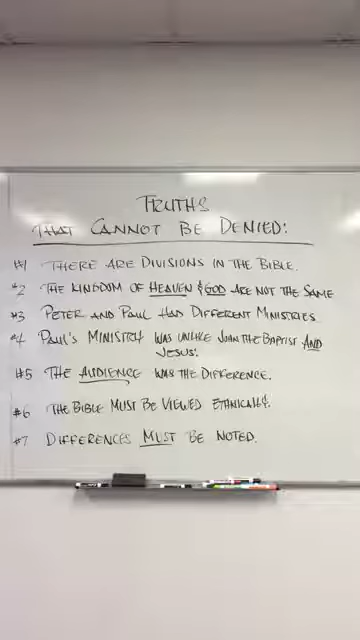 TRUTHS
THAT CANNOT BE DENIED:
#1 THERE ARE DIVISIONS IN THE BIBLE.
#2 THE KINGDOM OF HEAVEN & GOD ARE NOT THE SAME
#3 PETER AND PAUL HAD DIFFERENT MINISTRIES
#4 PAUL'S MINISTRY WAS UNLIKE JOHN THE BAPTIST AND
JESUS'.
#5 THE AUDIENCE WAS THE DIFFERENCE.
#6 THE BIBLE MUST BE VIEWED ETHNICALLY.
#7 DIFFERENCES MUST BE NOTED.